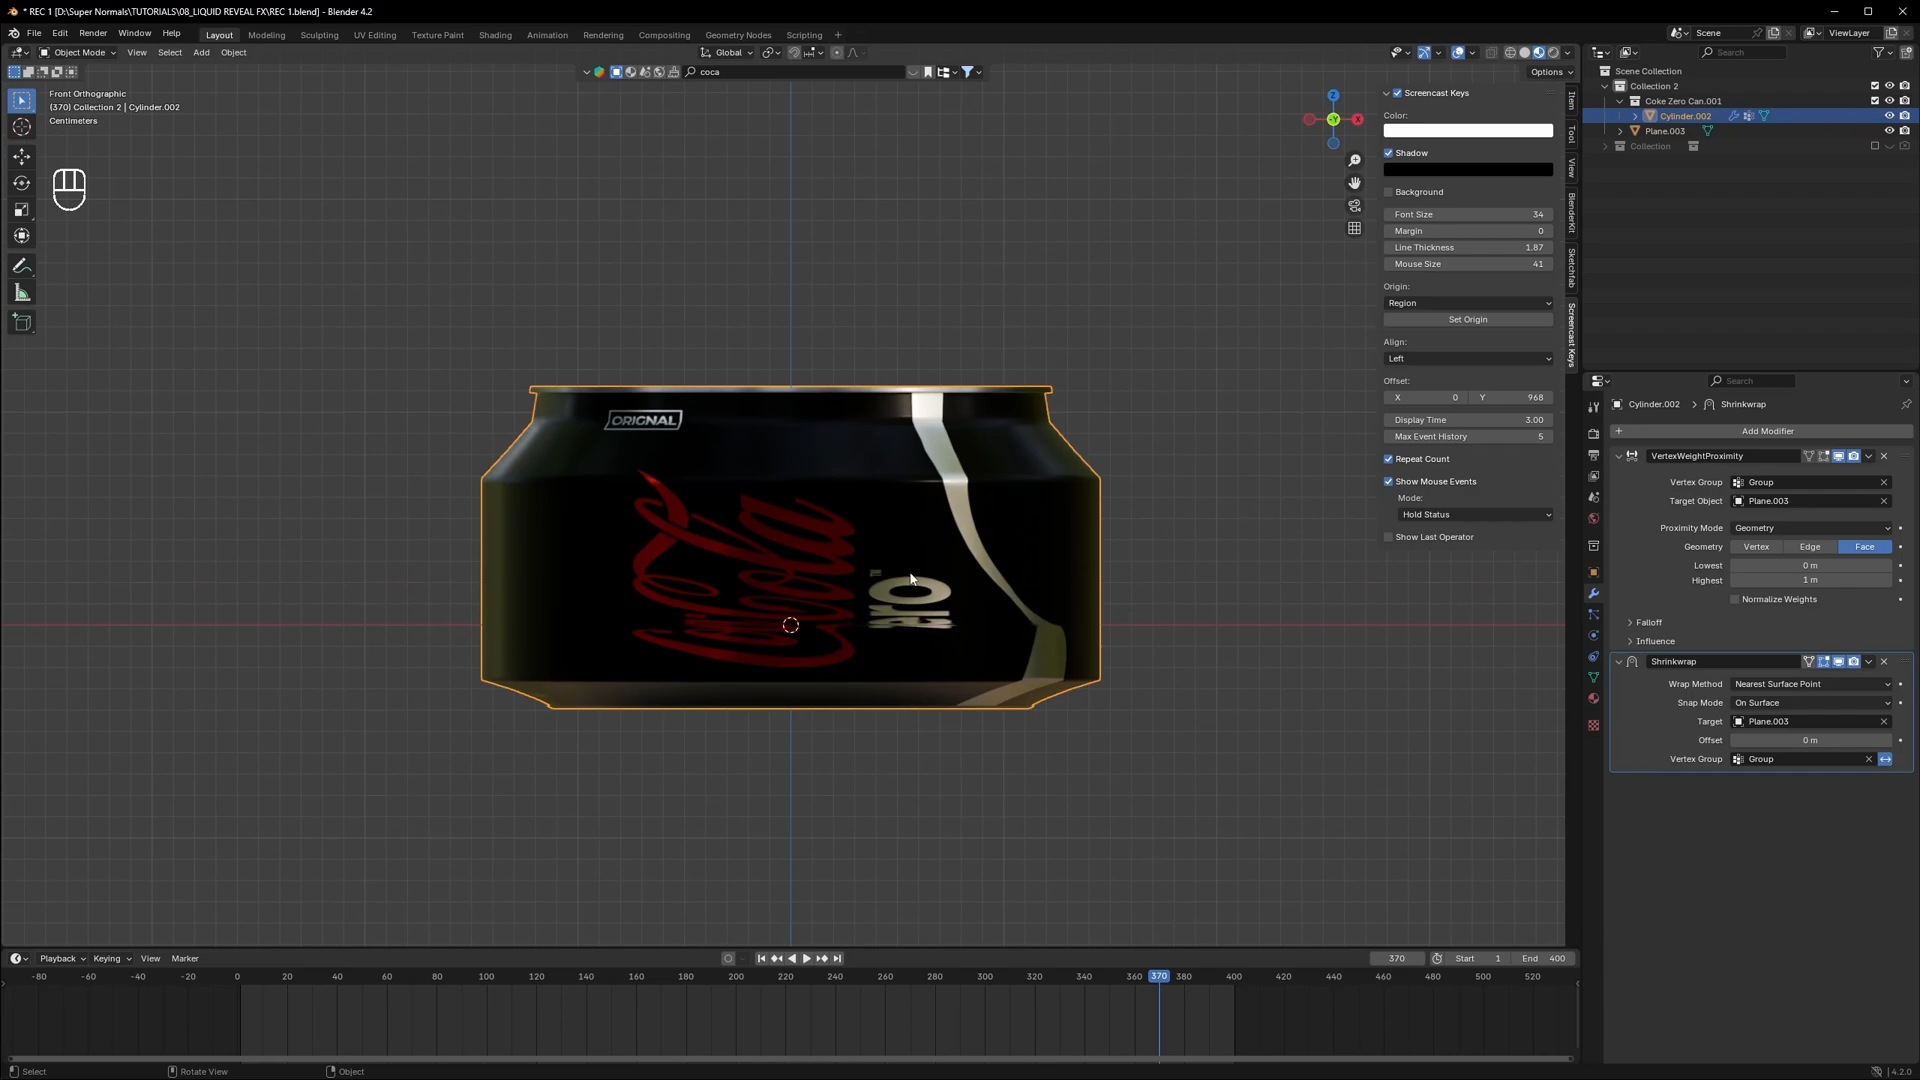 * REC 1 [D:\Super Normals\TUTORIALS\08_LIQUID REVEAL FX\REC 1.blend] - Blender 4.2
File Edit Render Window Help Layout Modeling Sculpting UV Editing Texture Paint Shading Animation Rendering Compositing Geometry Nodes Scripting + Scene ViewLayer
Object Mode View Select Add Object Global Search
coca Options
Front Orthographic
(370) Collection 2 | Cylinder.002
Centimeters
Z
-Y
X
ORIGNAL
Coca Cola
Item
Tool
View
BlenderKit
Sketchfab
Screencast Keys
Screencast Keys
Color:
Shadow
Background
Font Size 34
Margin 0
Line Thickness 1.87
Mouse Size 41
Origin:
Region
Set Origin
Align:
Left
Offset:
X 0 Y 968
Display Time 3.00
Max Event History 5
Repeat Count
Show Mouse Events
Mode:
Hold Status
Show Last Operator
Scene Collection
Collection 2
Coke Zero Can.001
Cylinder.002
Plane.003
Collection
Search
Cylinder.002 > Shrinkwrap
+ Add Modifier
VertexWeightProximity
Vertex Group Group
Target Object Plane.003
Proximity Mode Geometry
Geometry Vertex Edge Face
Lowest 0 m
Highest 1 m
Normalize Weights
Falloff
Influence
Shrinkwrap
Wrap Method Nearest Surface Point
Snap Mode On Surface
Target Plane.003
Offset 0 m
Vertex Group Group
Playback Keying View Marker 370 Start 1 End 400
-80 -60 -40 -20 0 20 40 60 80 100 120 140 160 180 200 220 240 260 280 300 320 340 360 370 380 400 420 440 460 480 500 520
Select Rotate View Object 4.2.0